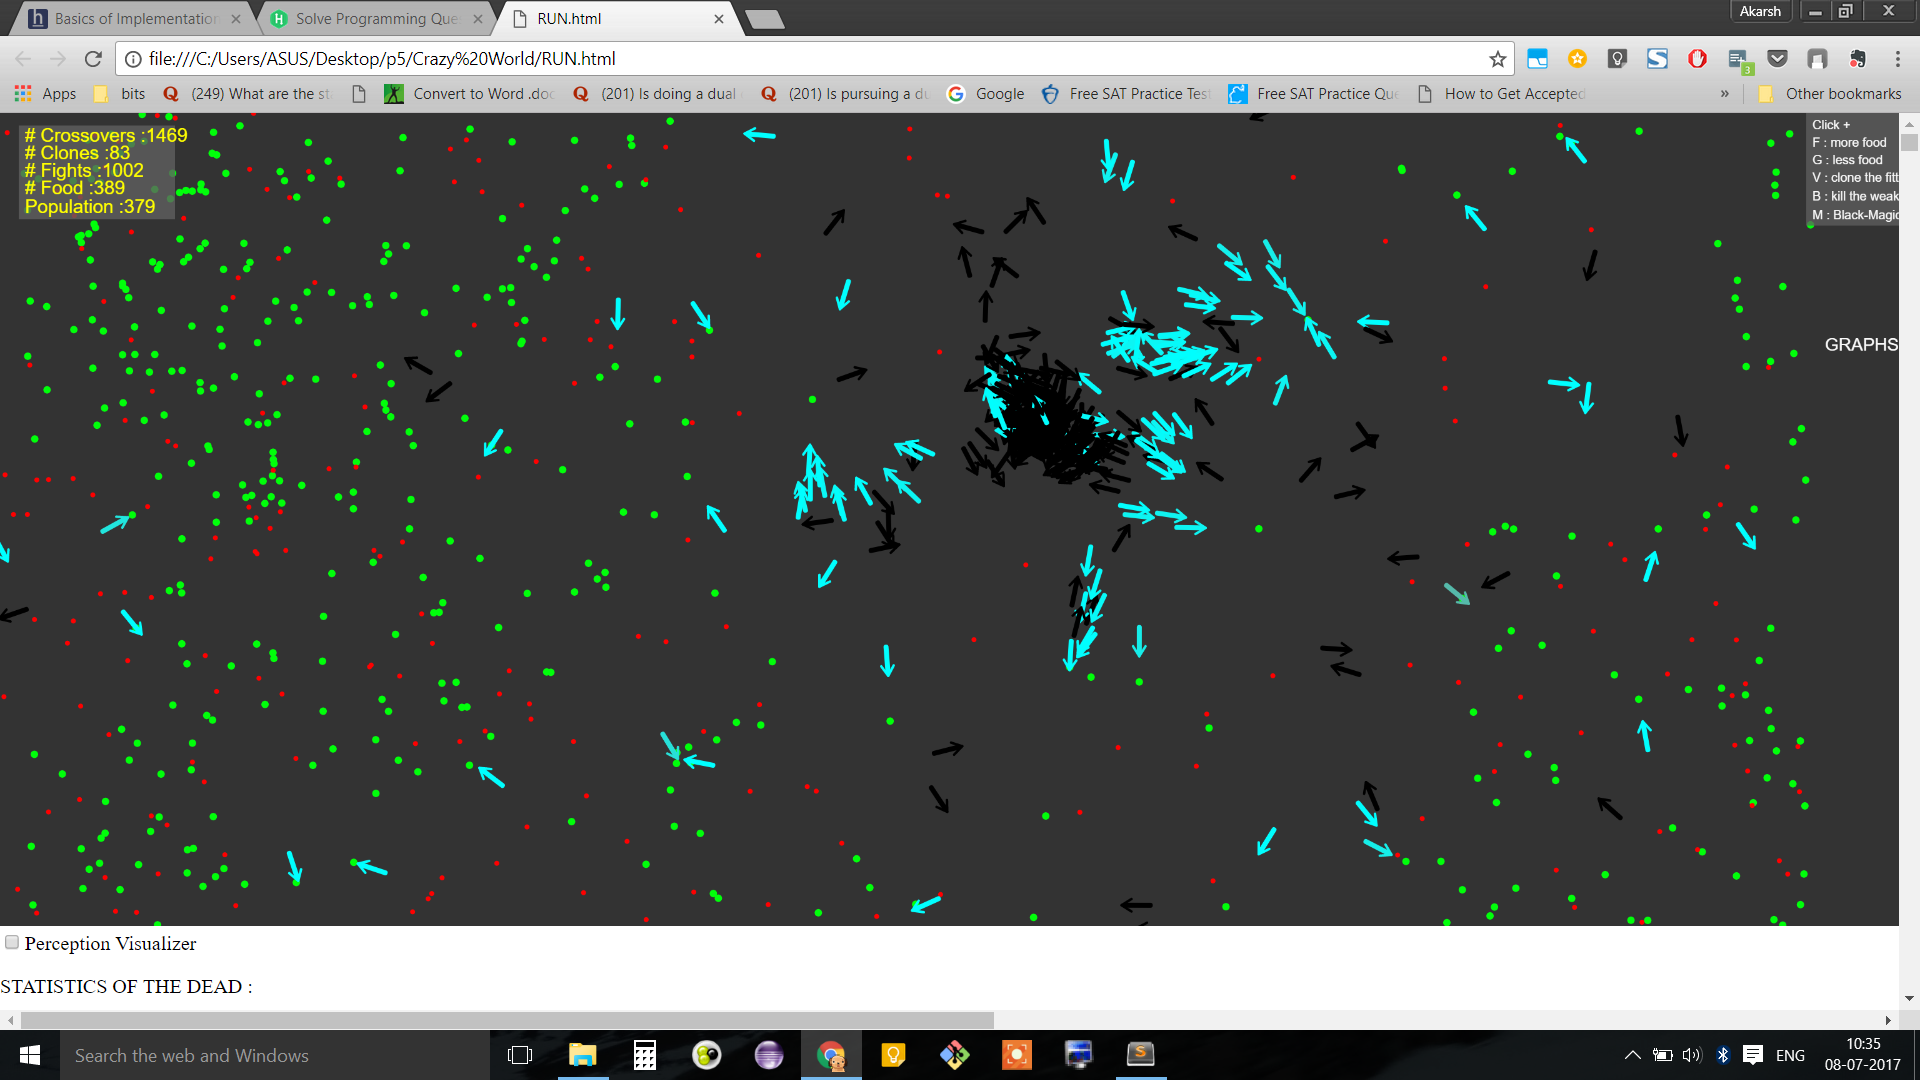 Basics of Implementation
Solve Programming Que
RUN.html
Akarsh
file:///C:/Users/ASUS/Desktop/p5/Crazy%20World/RUN.html
3
Apps
bits
(249) What are the sta
Convert to Word .doc
(201) Is doing a dual
(201) Is pursuing a du
Google
Free SAT Practice Test
Free SAT Practice Que
How to Get Accepted
»
Other bookmarks
# Crossovers :1469
# Clones :83
# Fights :1002
# Food :389
Population :379
Click +
F : more food
G : less food
V : clone the fitt
B : kill the weak
M : Black-Magic
GRAPHS
Perception Visualizer
STATISTICS OF THE DEAD :
Search the web and Windows
ENG
10:35
08-07-2017